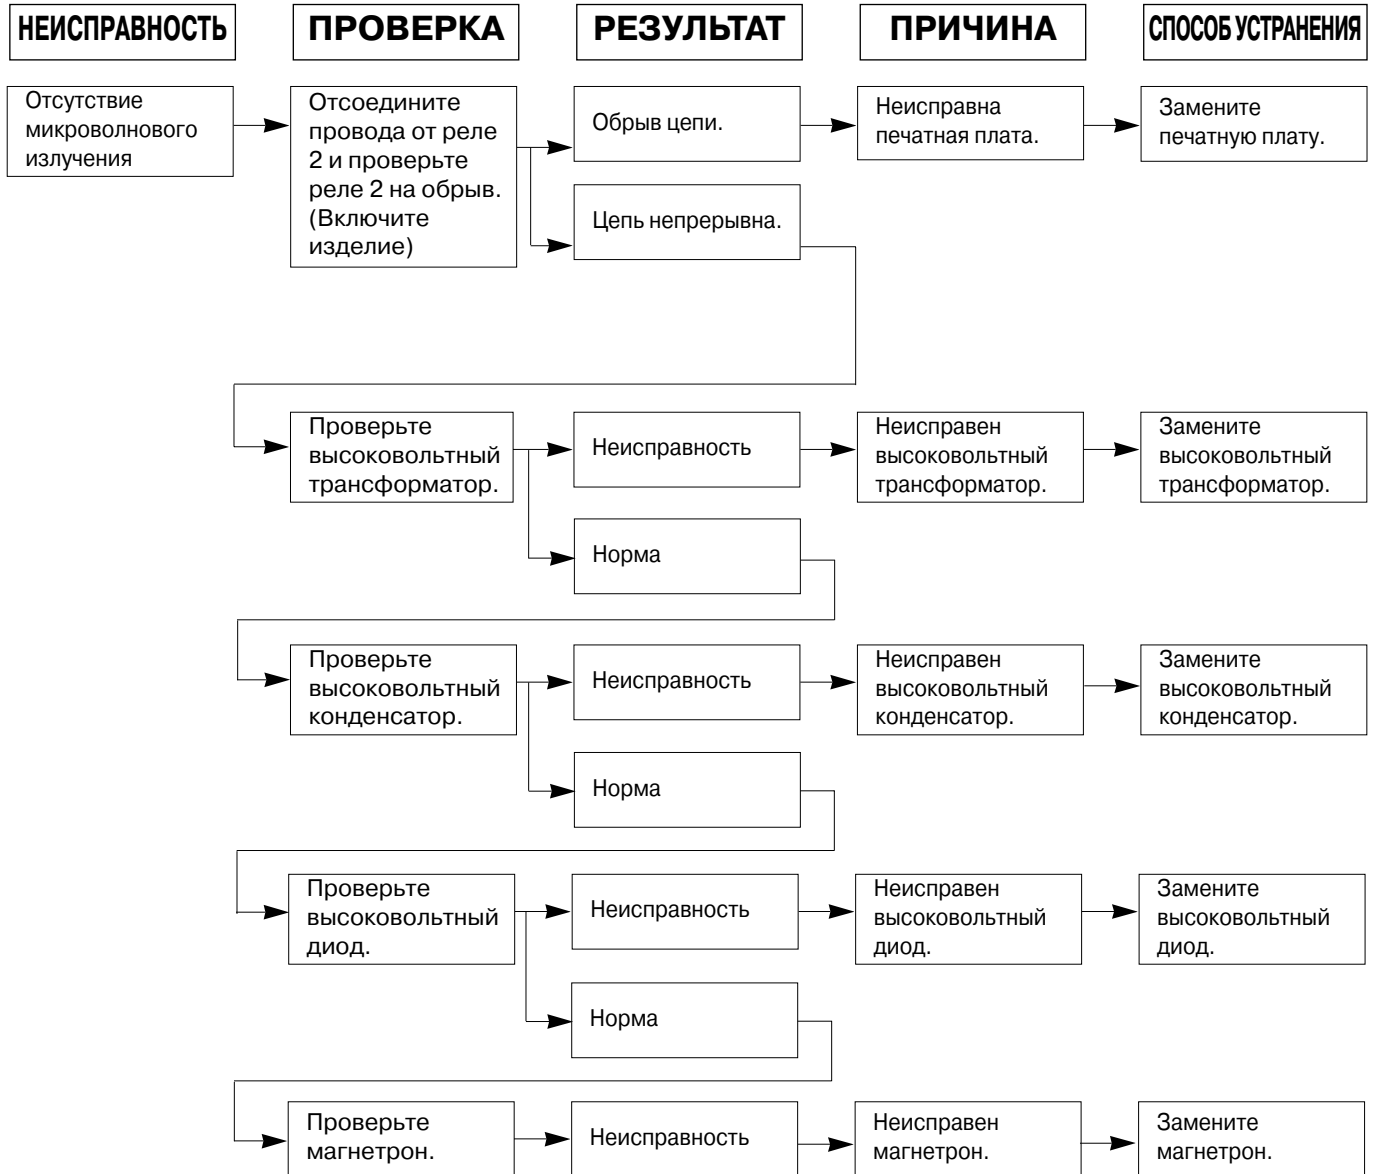 НЕИСПРАВНОСТЬ
ПРОВЕРКА
РЕЗУЛЬТАТ
ПРИЧИНА
СПОСОБ УСТРАНЕНИЯ
Отсутствие
микроволнового
излучения
Отсоедините
провода от реле
2 и проверьте
реле 2 на обрыв.
(Включите
изделие)
Обрыв цепи.
Неисправна
печатная плата.
Замените
печатную плату.
Цепь непрерывна.
Проверьте
высоковольтный
трансформатор.
Неисправность
Неисправен
высоковольтный
трансформатор.
Замените
высоковольтный
трансформатор.
Норма
Проверьте
высоковольтный
конденсатор.
Неисправность
Неисправен
высоковольтный
конденсатор.
Замените
высоковольтный
конденсатор.
Норма
Проверьте
высоковольтный
диод.
Неисправность
Неисправен
высоковольтный
диод.
Замените
высоковольтный
диод.
Норма
Проверьте
магнетрон.
Неисправность
Неисправен
магнетрон.
Замените
магнетрон.